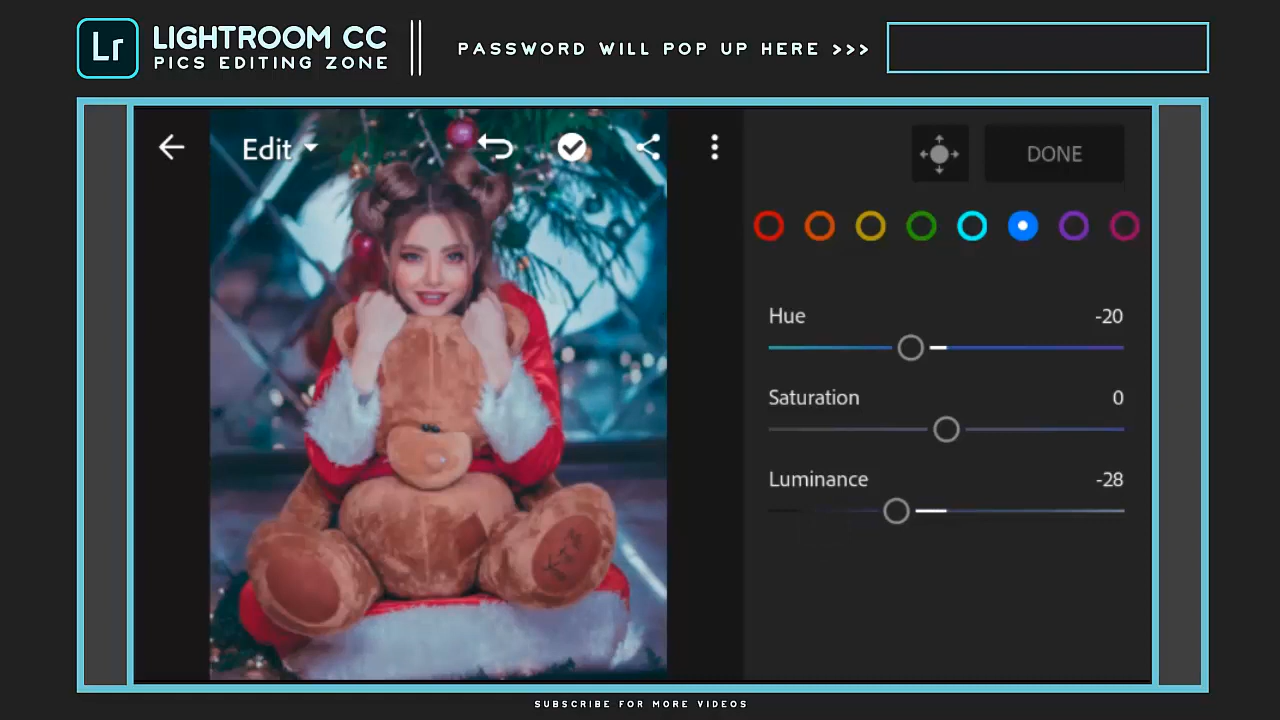 Lr
LIGHTROOM CC
PICS EDITING ZONE
PASSWORD WILL POP UP HERE >>>
Edit
DONE
Hue -20
Saturation 0
Luminance -28
SUBSCRIBE FOR MORE VIDEOS